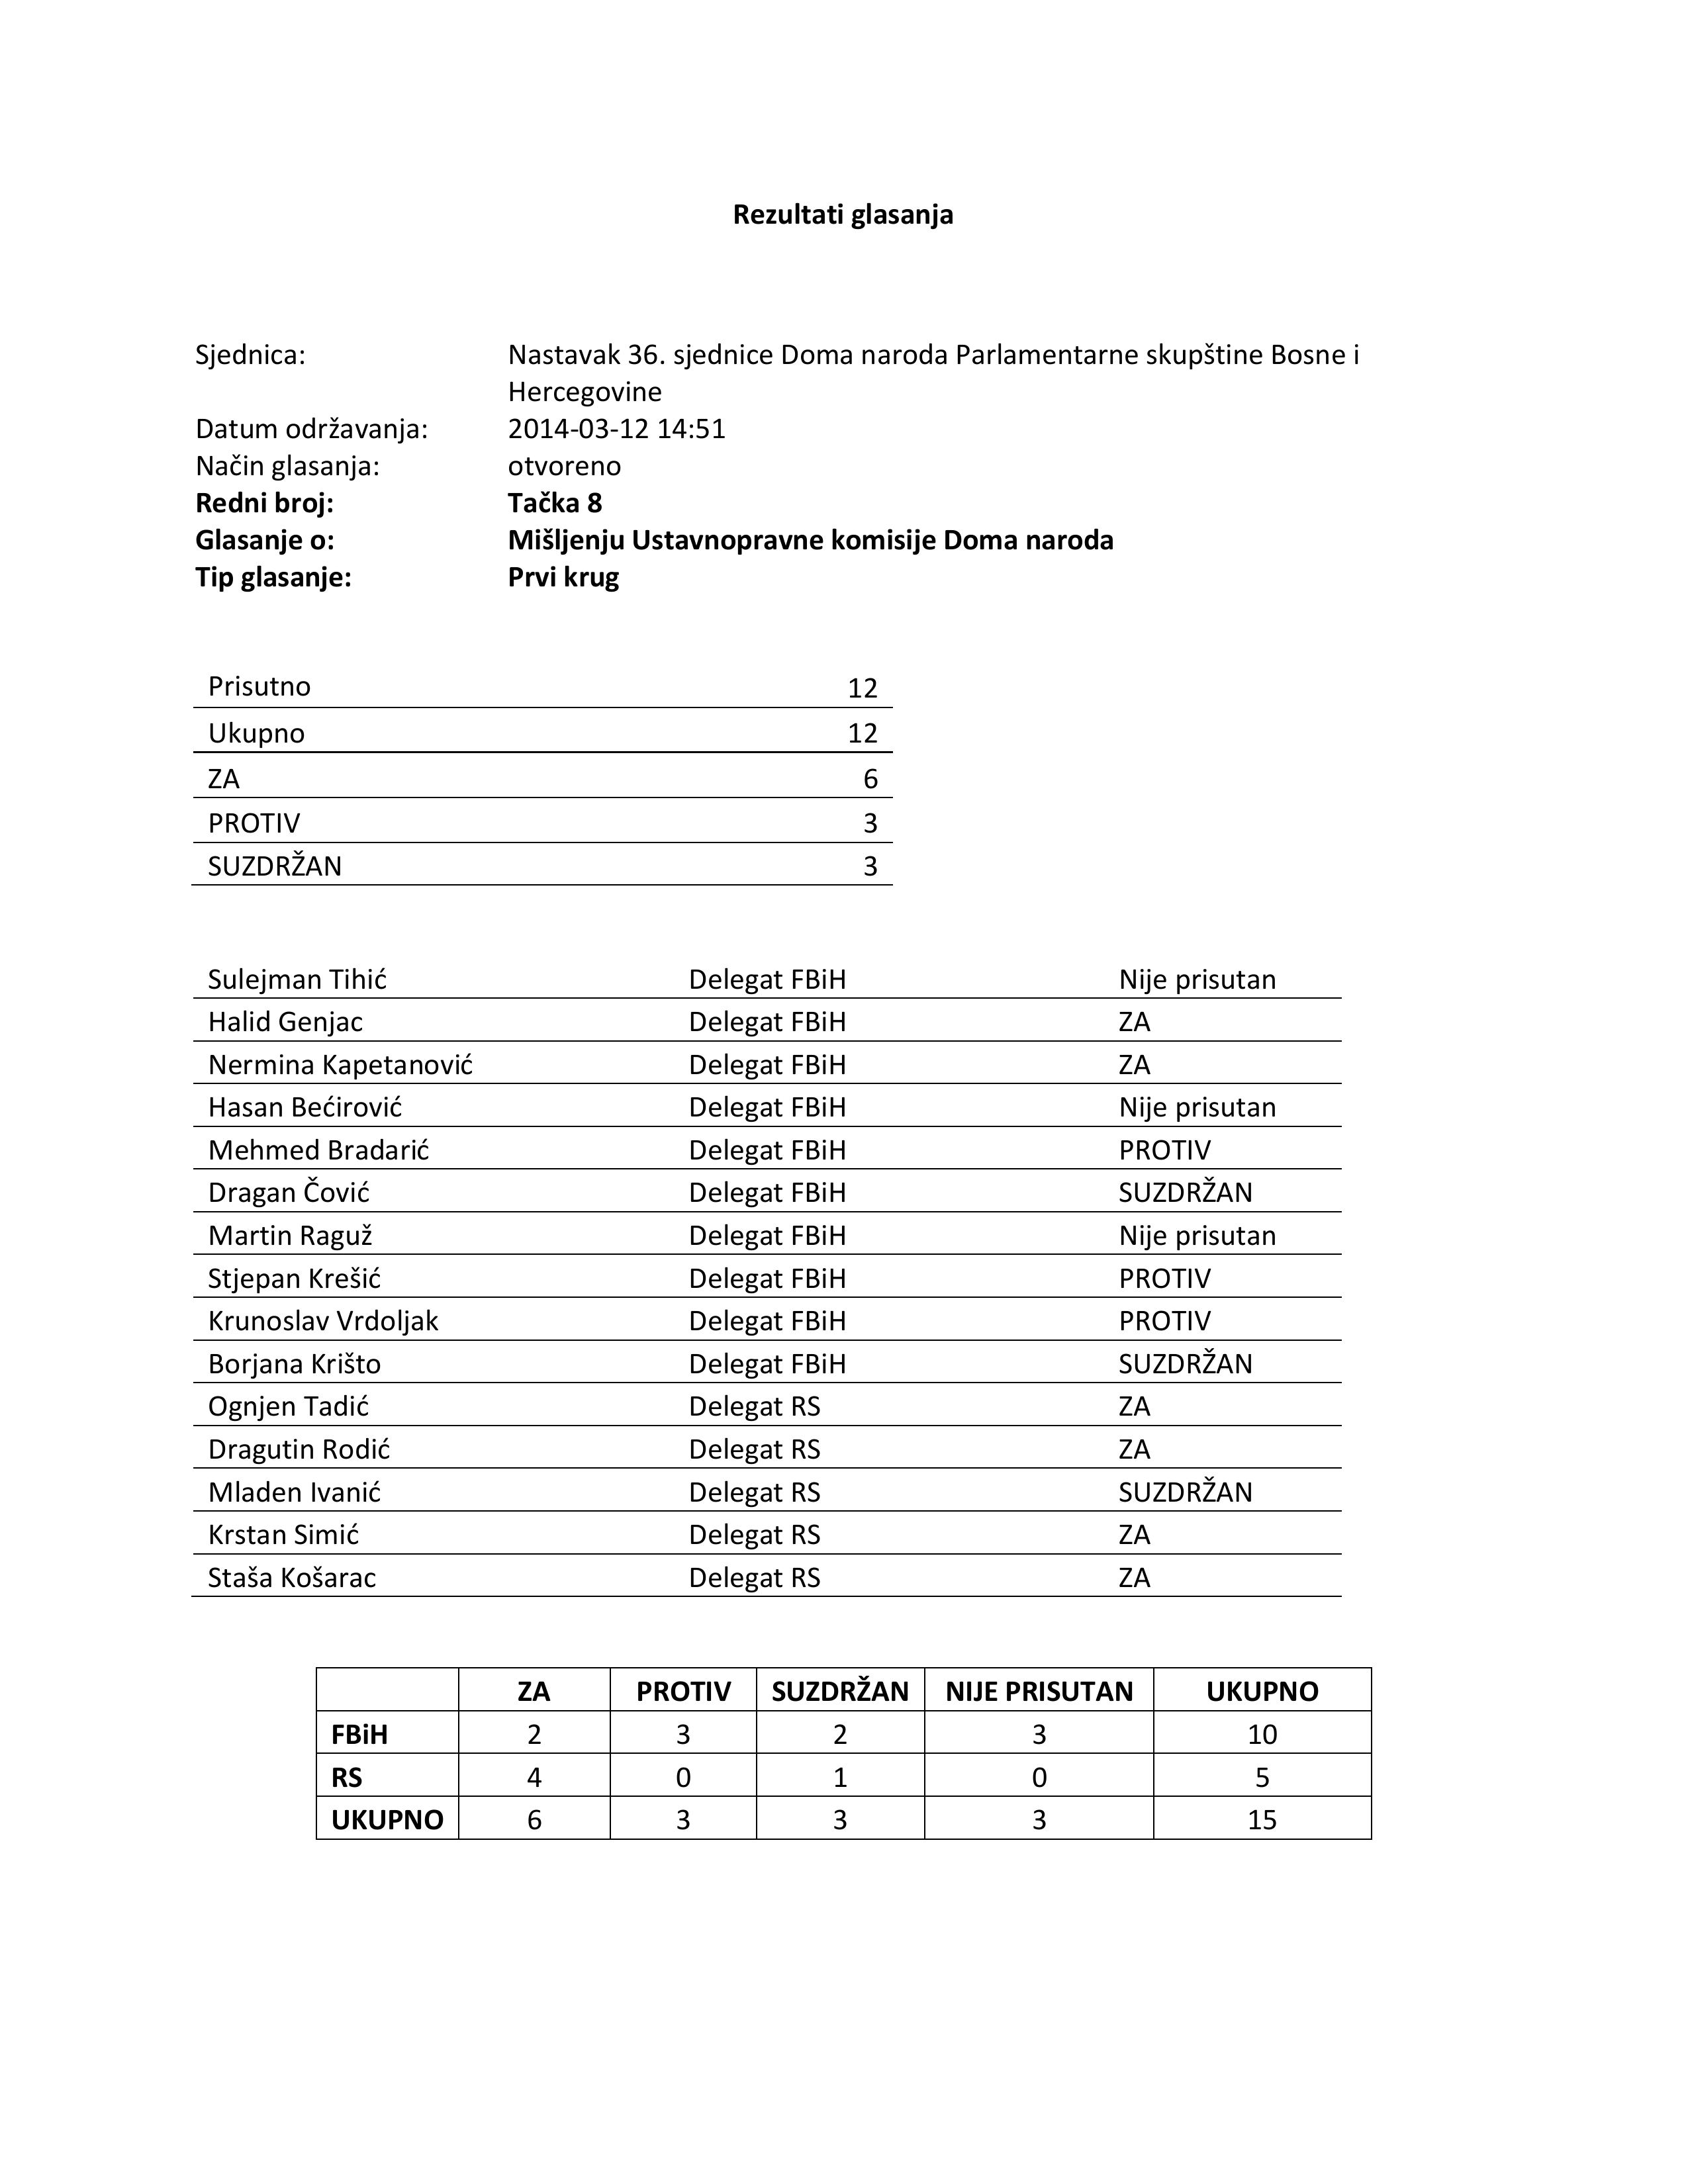 Rezultati glasanja
Sjednica: Nastavak 36. sjednice Doma naroda Parlamentarne skupštine Bosne i
Hercegovine
Datum održavanja: 2014-03-12 14:51
Način glasanja: otvoreno
Redni broj: Tačka 8
Glasanje o: Mišljenju Ustavnopravne komisije Doma naroda
Tip glasanje: Prvi krug
Prisutno 12
Ukupno 12
ZA 6
PROTIV 3
SUZDRŽAN 3
Sulejman Tihić Delegat FBiH Nije prisutan
Halid Genjac Delegat FBiH ZA
Nermina Kapetanović Delegat FBiH ZA
Hasan Bećirović Delegat FBiH Nije prisutan
Mehmed Bradarić Delegat FBiH PROTIV
Dragan Čović Delegat FBiH SUZDRŽAN
Martin Raguž Delegat FBiH Nije prisutan
Stjepan Krešić Delegat FBiH PROTIV
Krunoslav Vrdoljak Delegat FBiH PROTIV
Borjana Krišto Delegat FBiH SUZDRŽAN
Ognjen Tadić Delegat RS ZA
Dragutin Rodić Delegat RS ZA
Mladen Ivanić Delegat RS SUZDRŽAN
Krstan Simić Delegat RS ZA
Staša Košarac Delegat RS ZA
ZA PROTIV SUZDRŽAN NIJE PRISUTAN UKUPNO
FBiH 2 3 2 3 10
RS 4 0 1 0 5
UKUPNO 6 3 3 3 15